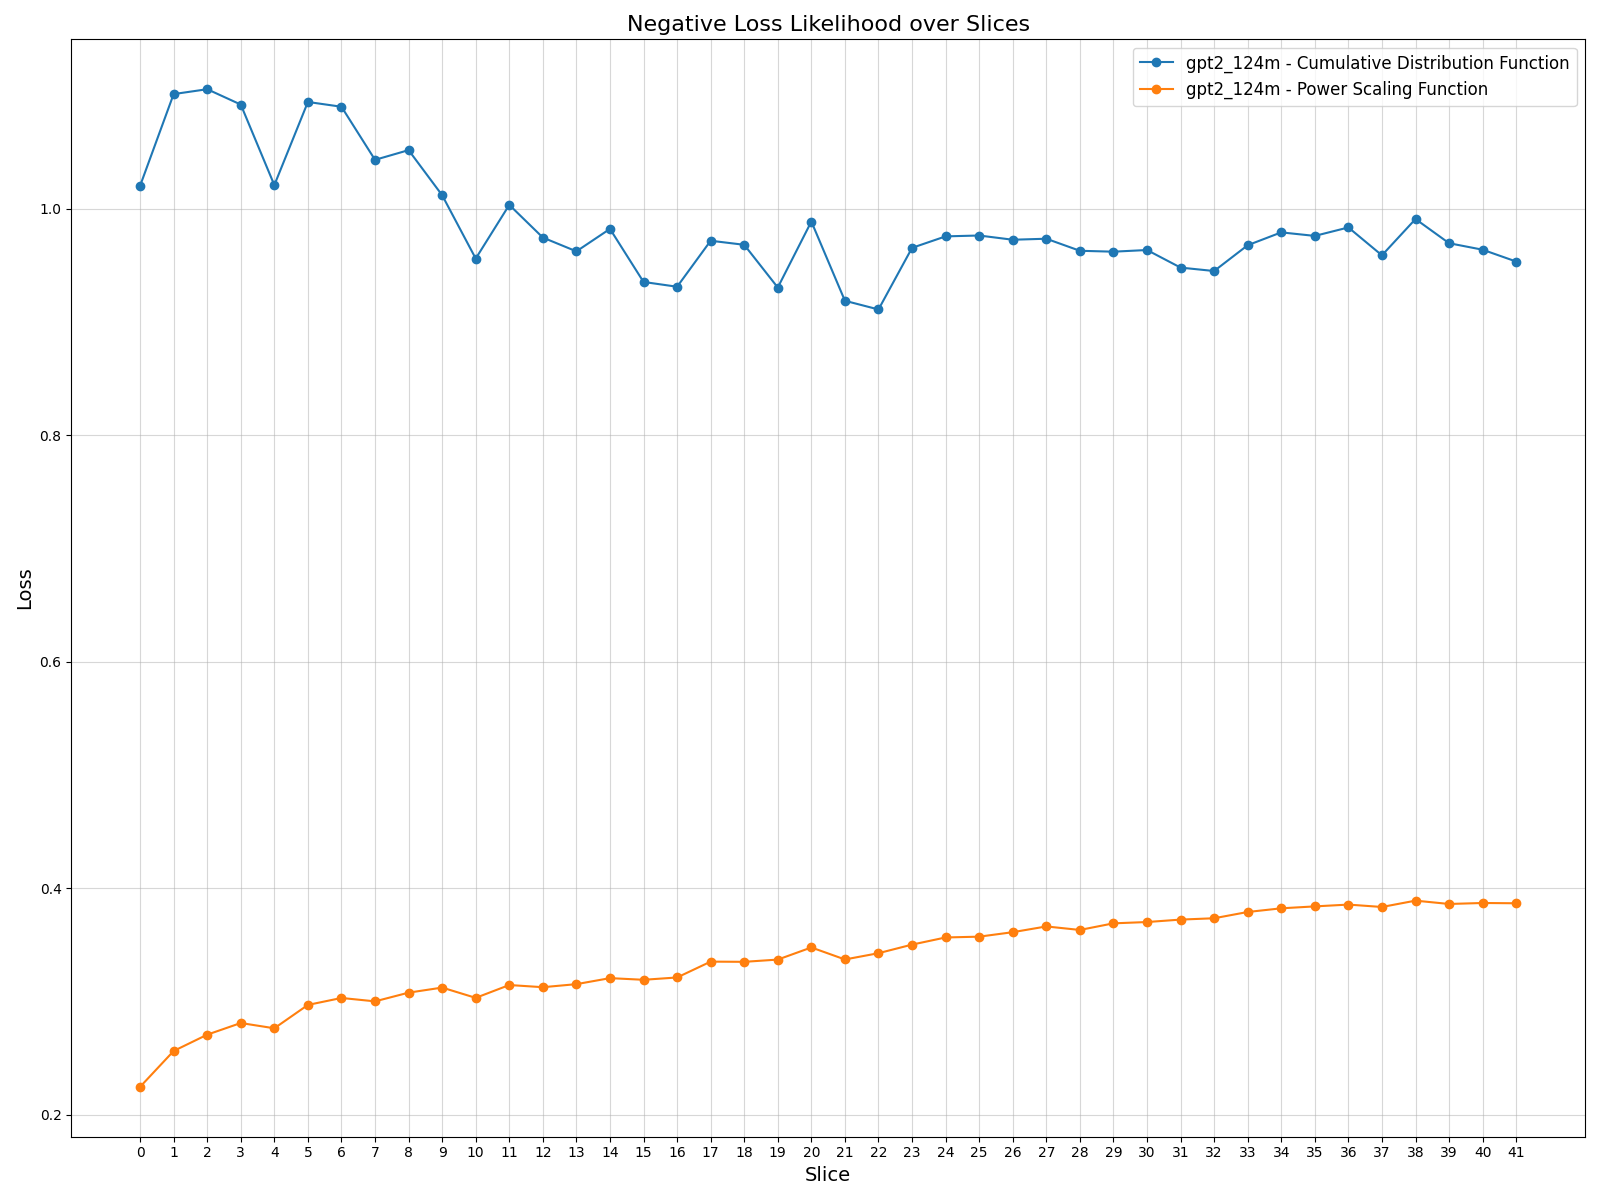 Negative Loss Likelihood over Slices
gpt2_124m - Cumulative Distribution Function
gpt2_124m - Power Scaling Function
1.0
0.8
0.6
0.4
0.2
Loss
0 1 2 3 4 5 6 7 8 9 10 11 12 13 14 15 16 17 18 19 20 21 22 23 24 25 26 27 28 29 30 31 32 33 34 35 36 37 38 39 40 41
Slice